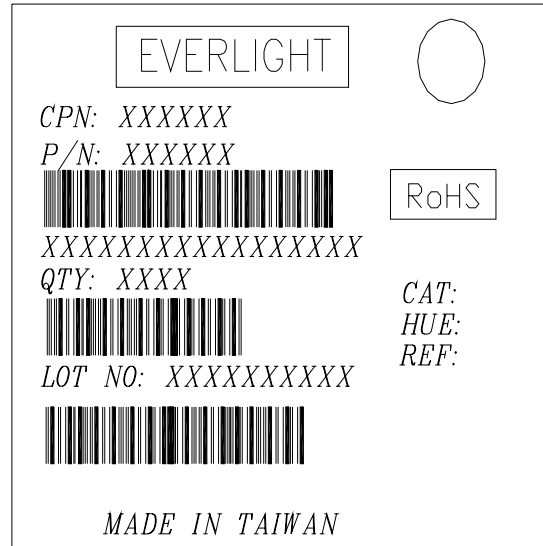 EVERLIGHT
CPN: XXXXXX
P/N: XXXXXX
RoHS
XXXXXXXXXXXXXXXXX
QTY: XXXX
CAT:
HUE:
REF:
LOT NO: XXXXXXXXXX
MADE IN TAIWAN